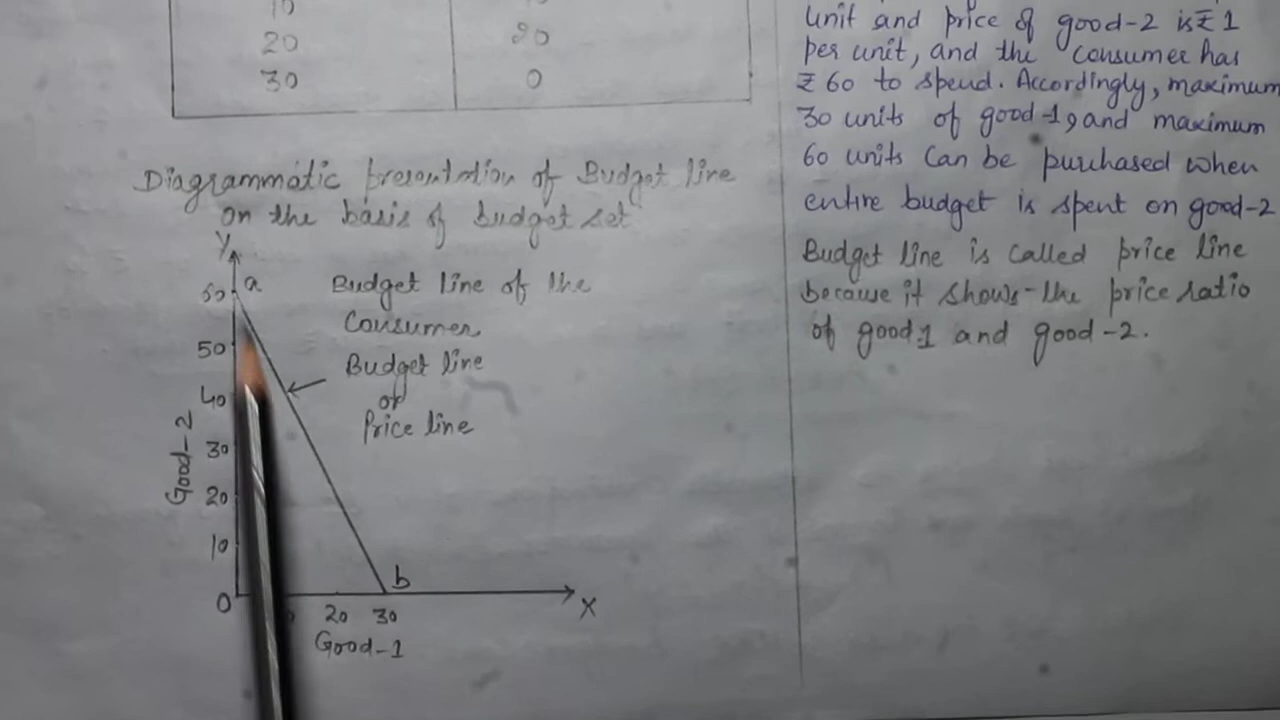 10
20 20
30 0
Diagrammatic presentation of Budget line
on the basis of budget set
Y
a
60
50
40
30
20
10
0
Good-2
Budget line of the
Consumer
Budget line
or
Price line
b
20 30
X
Good-1
unit and price of good-2 is ₹ 1
per unit, and the consumer has
₹ 60 to spend. Accordingly, maximum
30 units of good-1, and maximum
60 units Can be purchased when
entire budget is spent on good-2
Budget line is called price line
because it shows the price ratio
of good 1 and good-2.